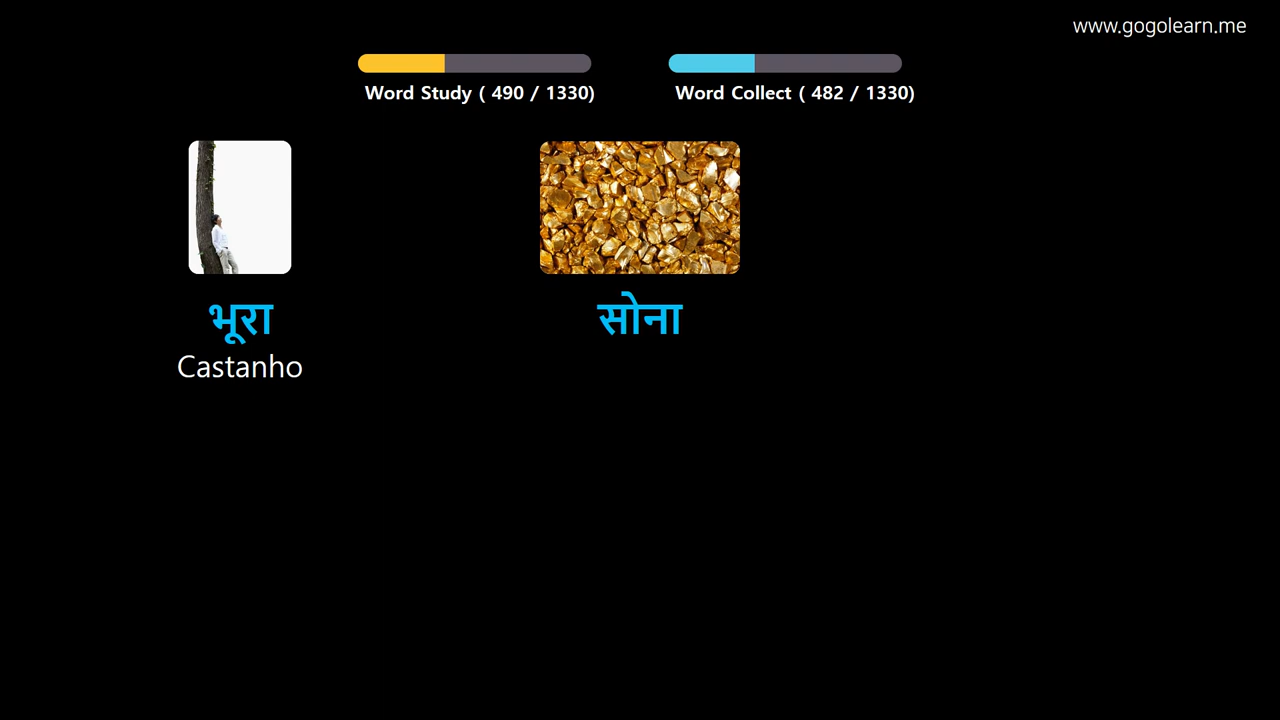 www.gogolearn.me
Word Study ( 490 / 1330)
Word Collect ( 482 / 1330)
भूरा
Castanho
सोना